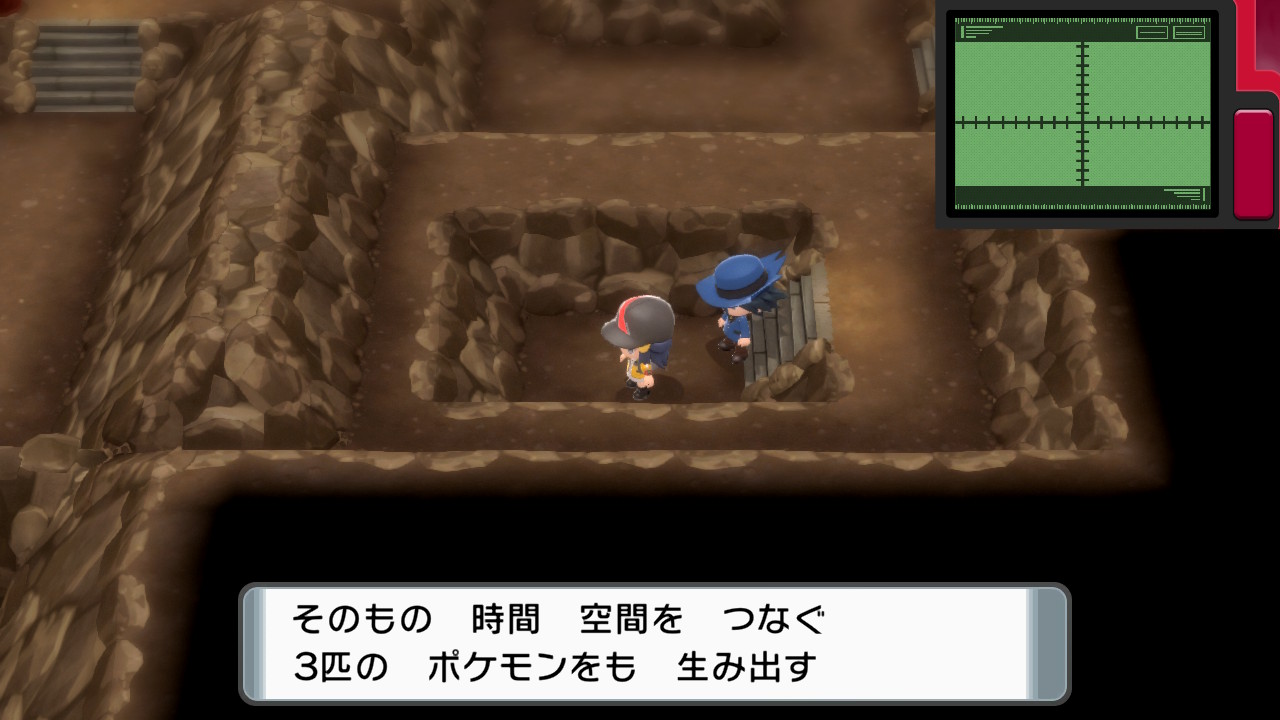 そのもの　時間　空間を　つなぐ
3匹の　ポケモンをも　生み出す